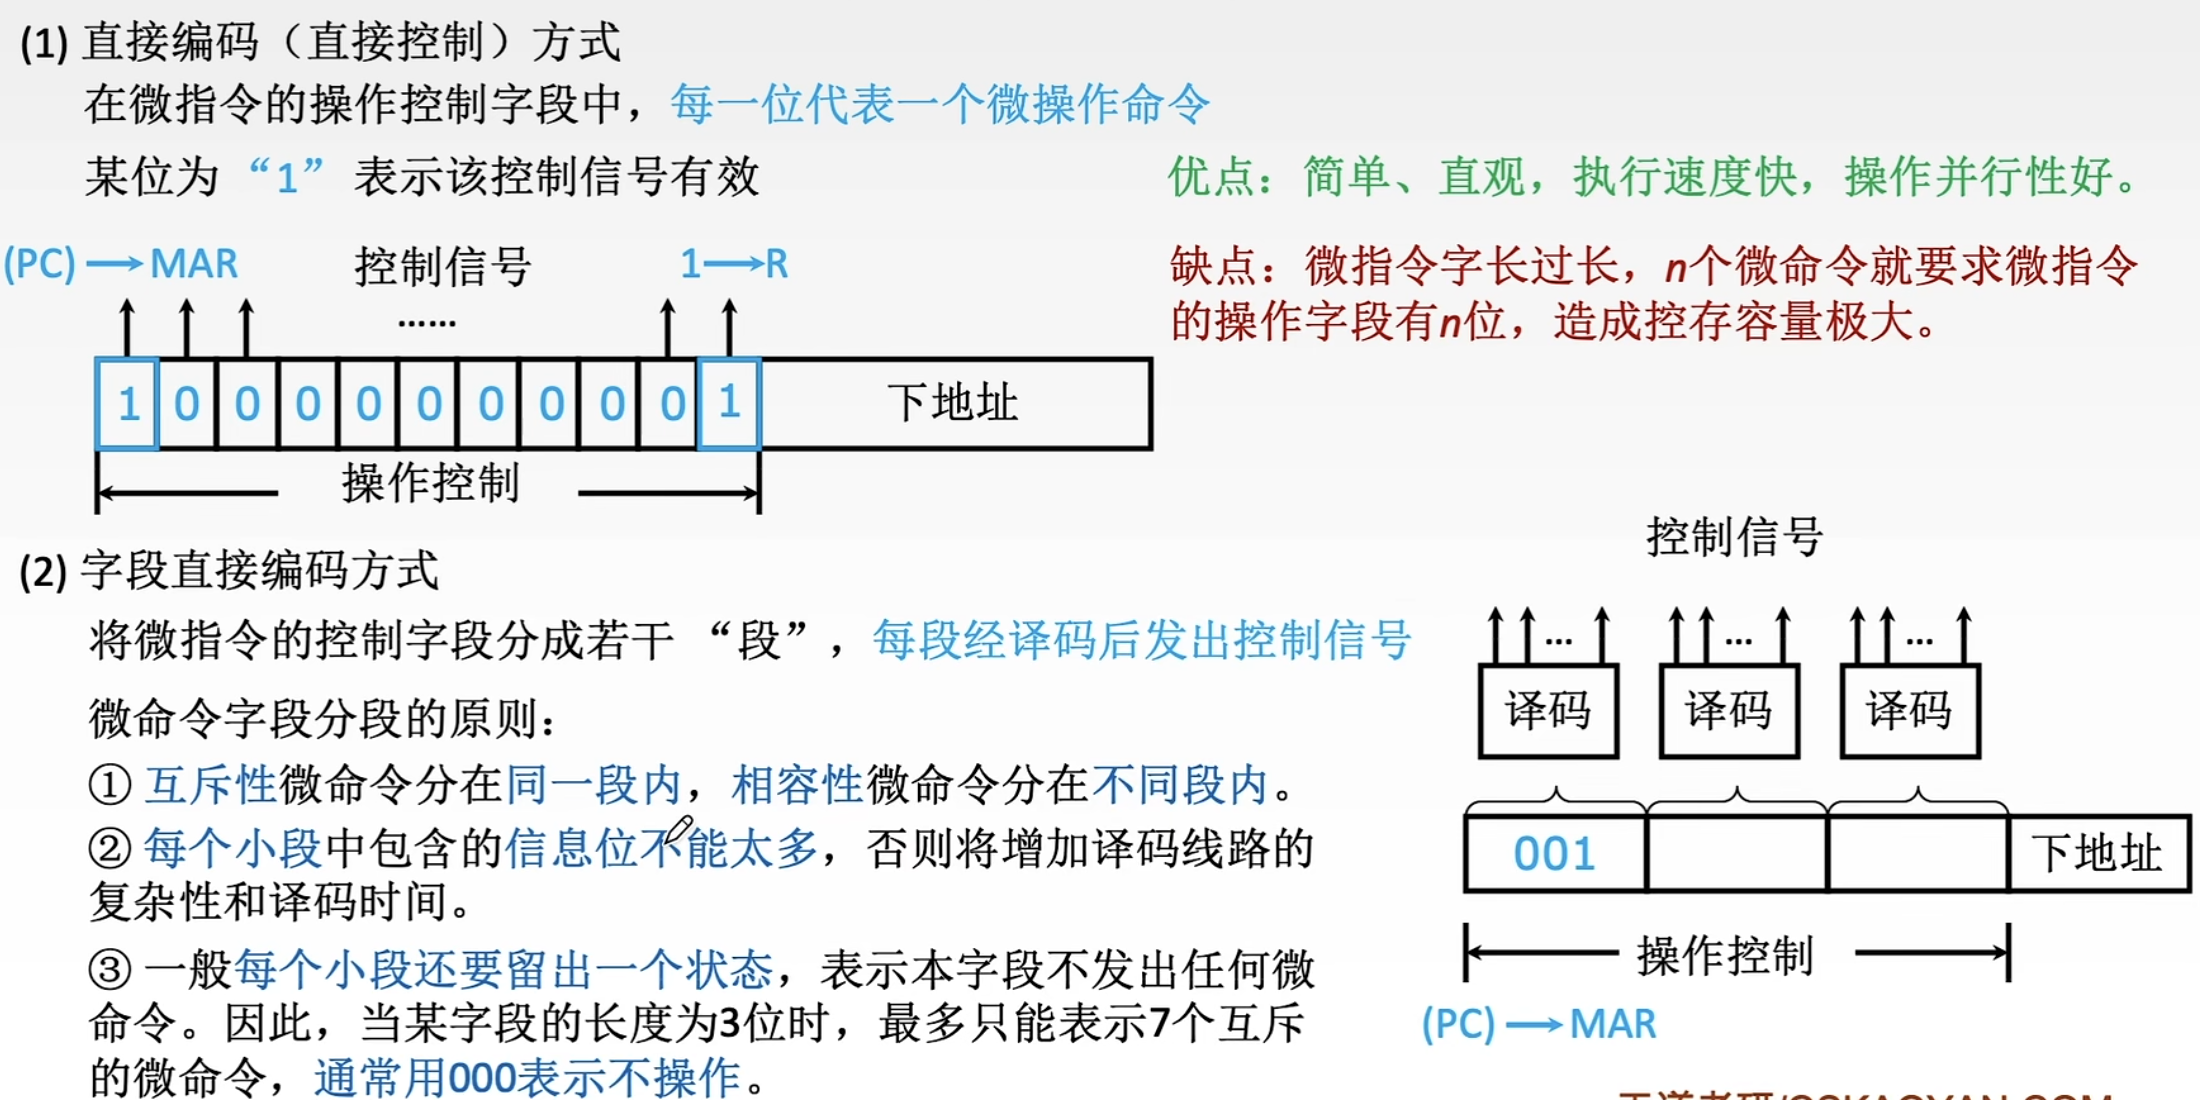 (1) 直接编码（直接控制）方式
在微指令的操作控制字段中，每一位代表一个微操作命令
某位为“1”表示该控制信号有效
优点：简单、直观，执行速度快，操作并行性好。
缺点：微指令字长过长，n个微命令就要求微指令
的操作字段有n位，造成控存容量极大。
(PC)→MAR 控制信号 1→R
……
1 0 0 0 0 0 0 0 0 0 1 下地址
操作控制
(2) 字段直接编码方式
将微指令的控制字段分成若干“段”，每段经译码后发出控制信号
微命令字段分段的原则：
① 互斥性微命令分在同一段内，相容性微命令分在不同段内。
② 每个小段中包含的信息位不能太多，否则将增加译码线路的
复杂性和译码时间。
③ 一般每个小段还要留出一个状态，表示本字段不发出任何微
命令。因此，当某字段的长度为3位时，最多只能表示7个互斥
的微命令，通常用000表示不操作。
控制信号
… … …
译码 译码 译码
001 下地址
操作控制
(PC)→MAR